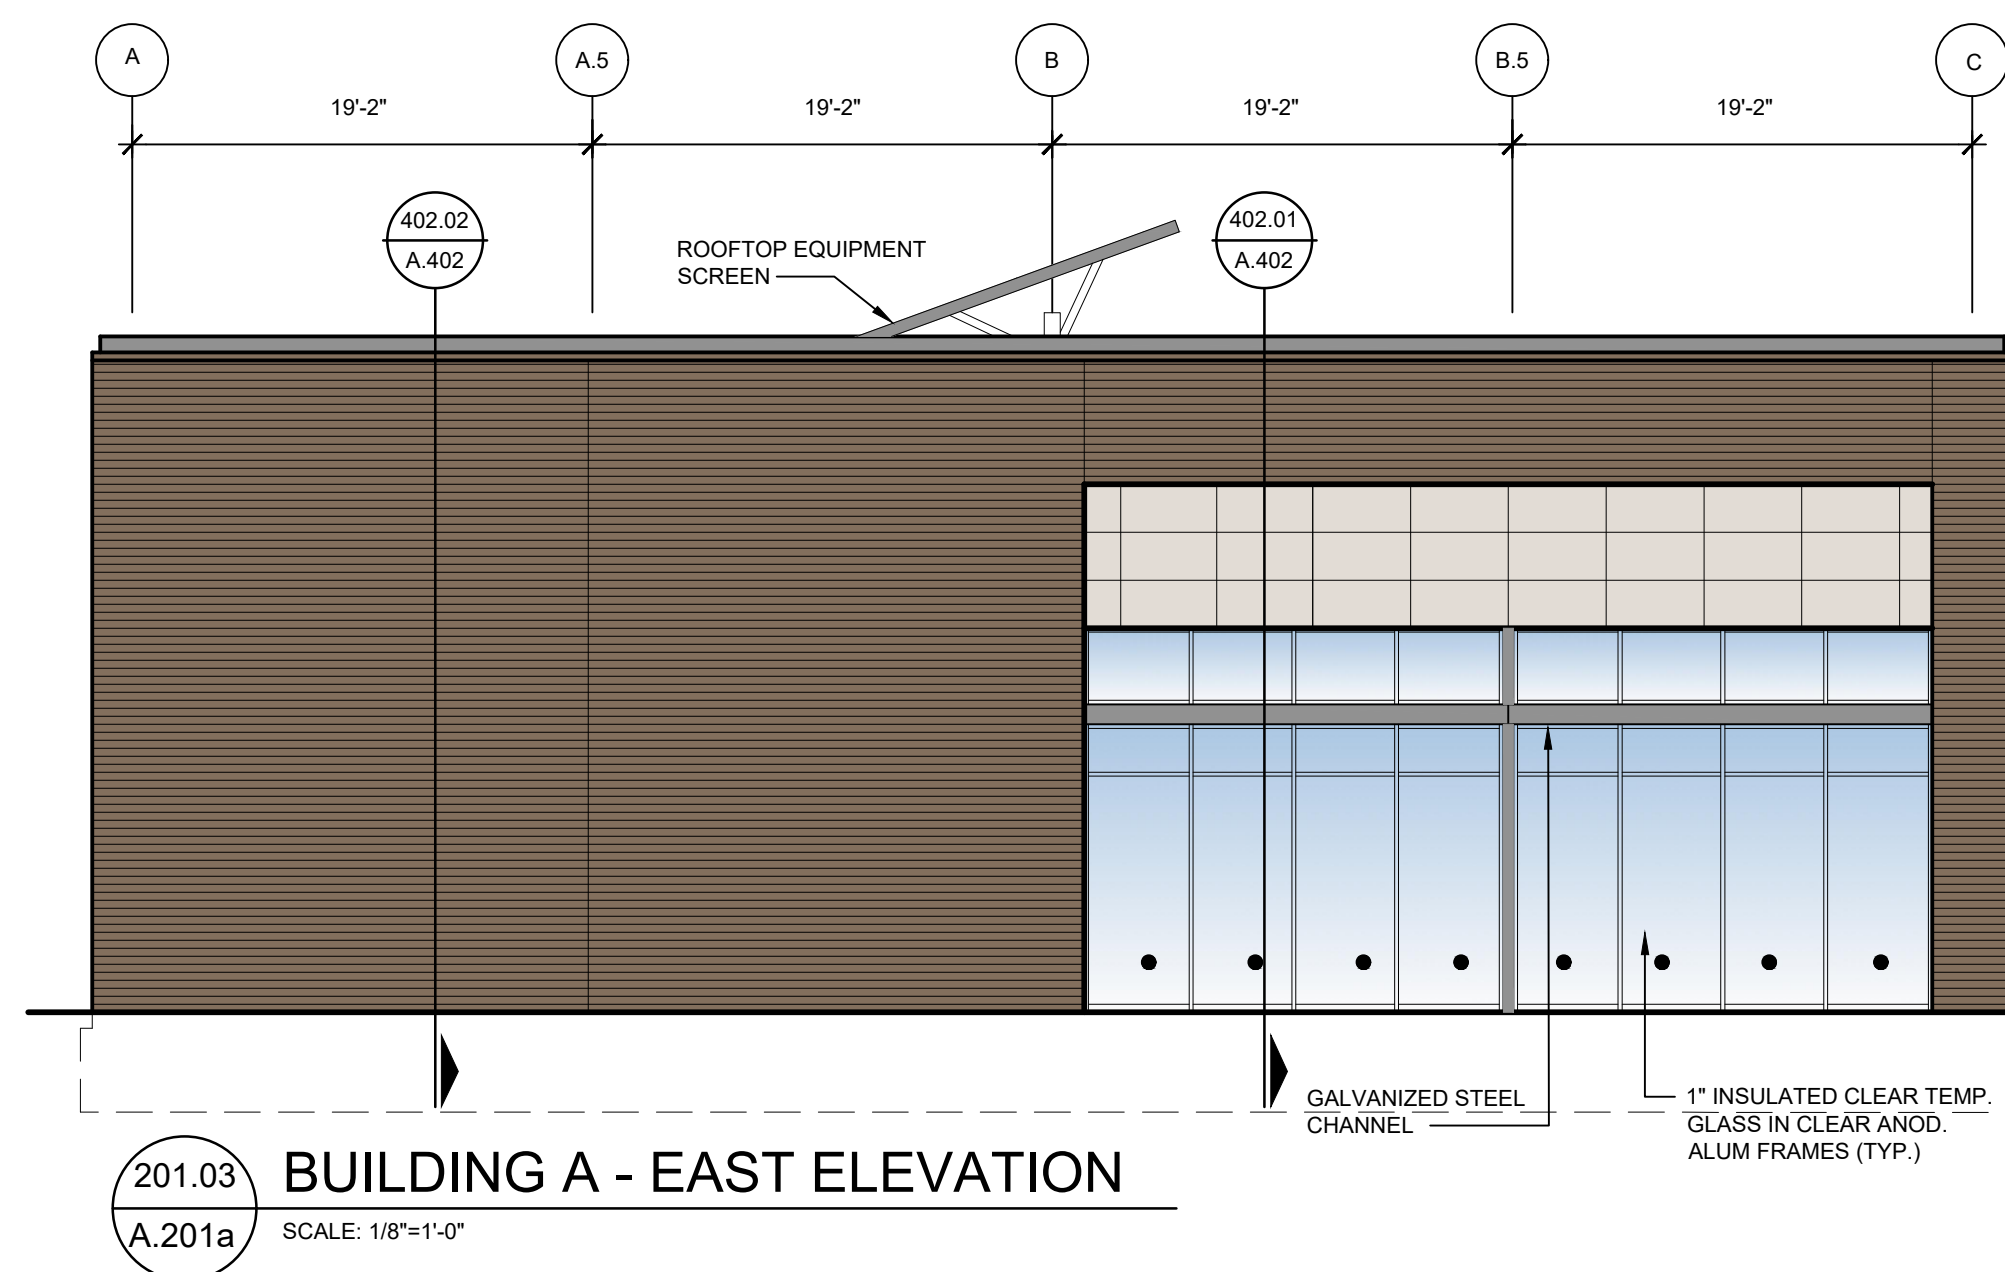 A
A.5
B
B.5
C
19'-2"
19'-2"
19'-2"
19'-2"
402.02
A.402
ROOFTOP EQUIPMENT
SCREEN
402.01
A.402
GALVANIZED STEEL
CHANNEL
1" INSULATED CLEAR TEMP.
GLASS IN CLEAR ANOD.
ALUM FRAMES (TYP.)
201.03
A.201a
BUILDING A - EAST ELEVATION
SCALE: 1/8"=1'-0"